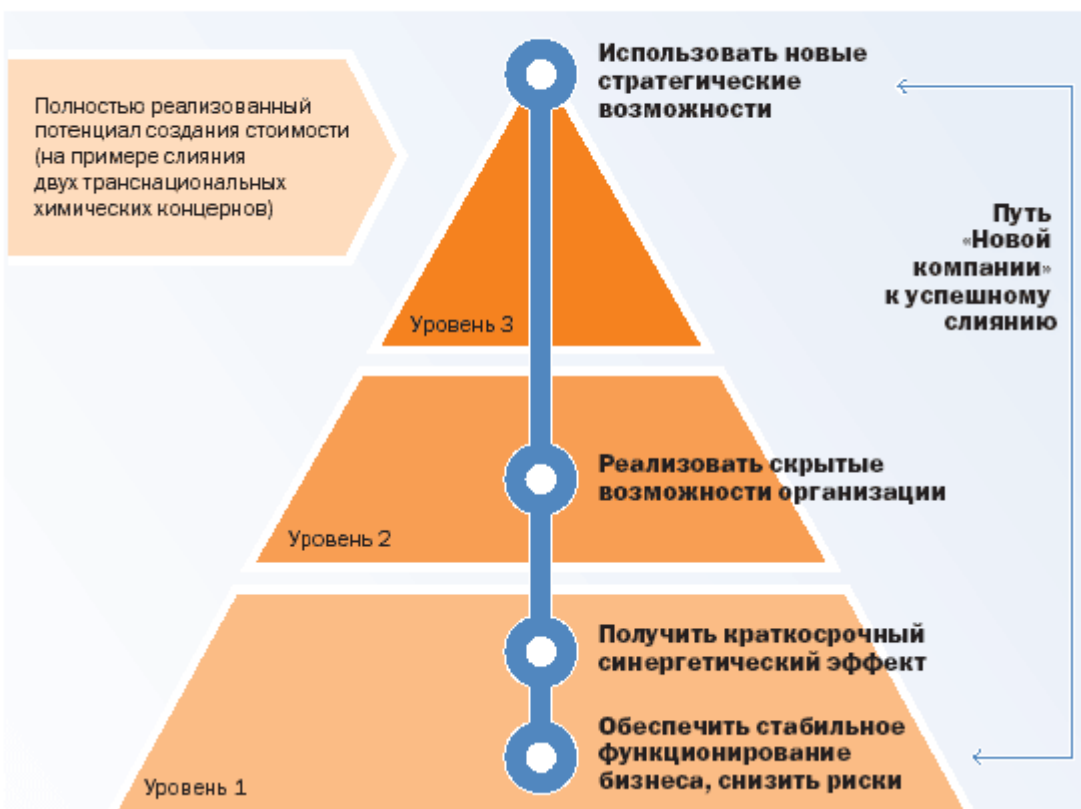 Использовать новые
стратегические
возможности
Полностью реализованный
потенциал создания стоимости
(на примере слияния
двух транснациональных
химических концернов)
Путь
«Новой
компании»
к успешному
слиянию
Уровень 3
Реализовать скрытые
возможности организации
Уровень 2
Получить краткосрочный
синергетический эффект
Обеспечить стабильное
функционирование
бизнеса, снизить риски
Уровень 1